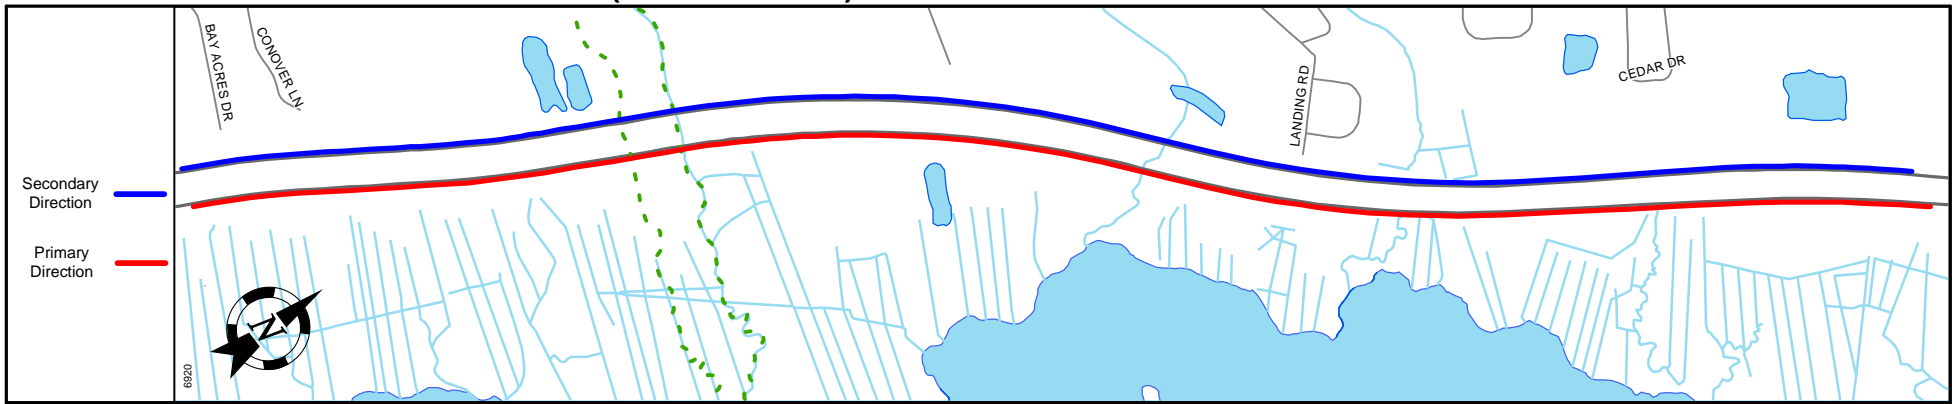 BAY ACRES DR
CONOVER LN
LANDING RD
CEDAR DR
Secondary
Direction
Primary
Direction
N
6920